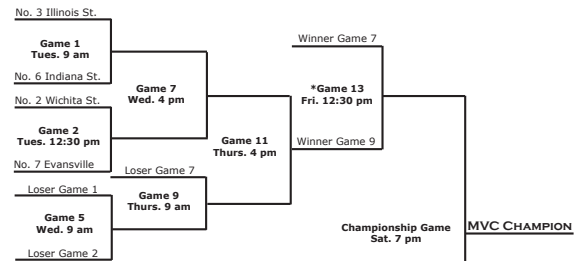 No. 3 Illinois St.
Game 1
Tues. 9 am
No. 6 Indiana St.
No. 2 Wichita St.
Game 2
Tues. 12:30 pm
No. 7 Evansville
Loser Game 1
Game 5
Wed. 9 am
Loser Game 2
Game 7
Wed. 4 pm
Loser Game 7
Game 9
Thurs. 9 am
Game 11
Thurs. 4 pm
Winner Game 7
*Game 13
Fri. 12:30 pm
Winner Game 9
Championship Game
Sat. 7 pm
MVC CHAMPION